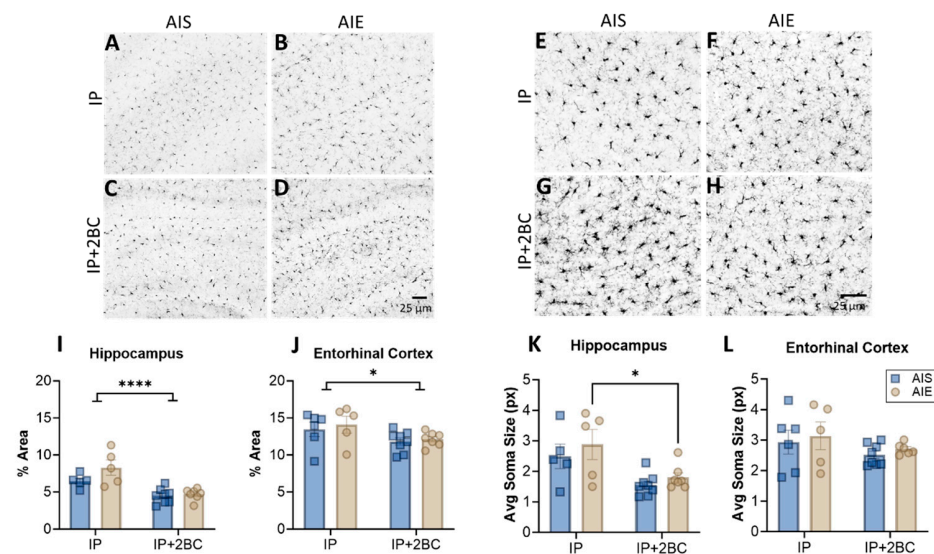 AIS AIE AIS AIE
A B E F
IP IP
C D G H
IP+2BC IP+2BC
25 µm 25 µm
I Hippocampus J Entorhinal Cortex K Hippocampus L Entorhinal Cortex
AIS
AIE
% Area
20
15
10
5
0
****
IP IP+2BC
% Area
20
15
10
5
0
*
IP IP+2BC
Avg Soma Size (px)
5
4
3
2
1
0
*
IP IP+2BC
Avg Soma Size (px)
5
4
3
2
1
0
IP IP+2BC